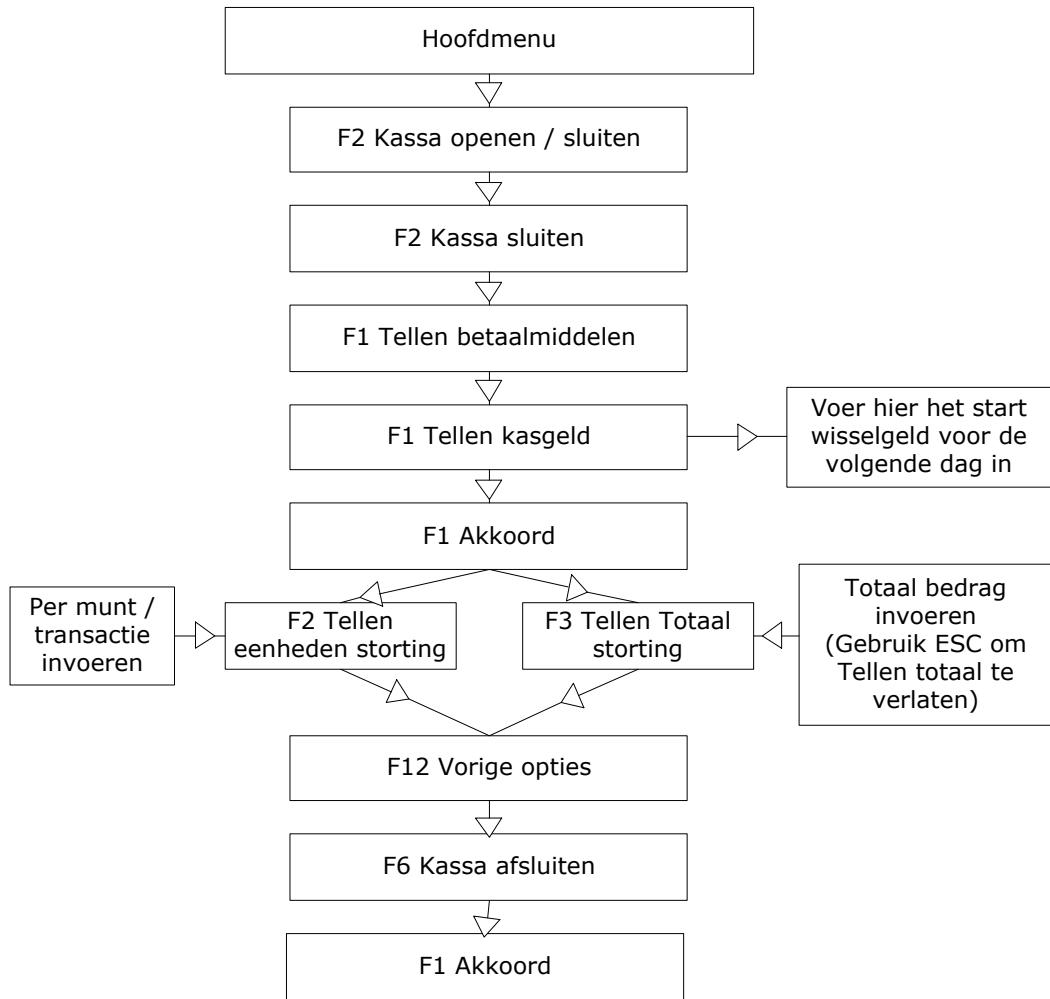 Hoofdmenu
F2 Kassa openen / sluiten
F2 Kassa sluiten
F1 Tellen betaalmiddelen
F1 Tellen kasgeld
Voer hier het start
wisselgeld voor de
volgende dag in
F1 Akkoord
Per munt /
transactie
invoeren
F2 Tellen
eenheden storting
F3 Tellen Totaal
storting
Totaal bedrag
invoeren
(Gebruik ESC om
Tellen totaal te
verlaten)
F12 Vorige opties
F6 Kassa afsluiten
F1 Akkoord